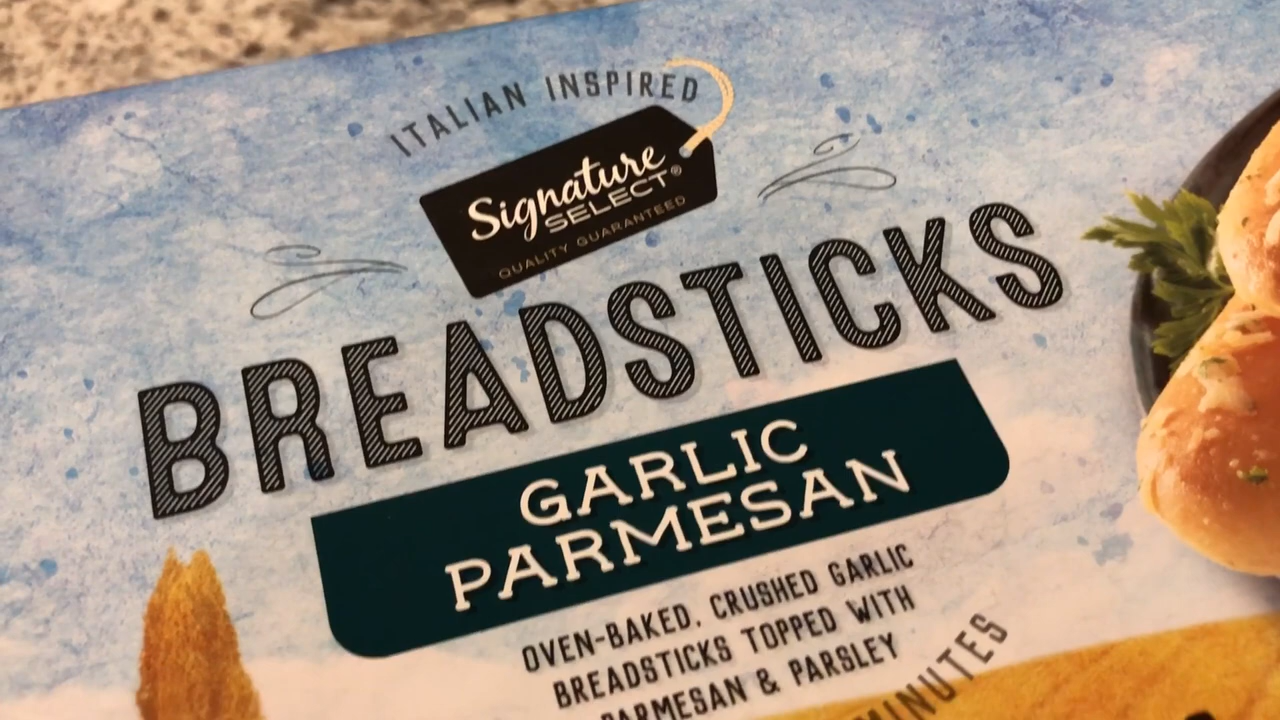 ITALIAN INSPIRED
Signature
SELECT®
QUALITY GUARANTEED
BREADSTICKS
GARLIC
PARMESAN
OVEN-BAKED, CRUSHED GARLIC
BREADSTICKS TOPPED WITH
PARMESAN & PARSLEY
MINUTES